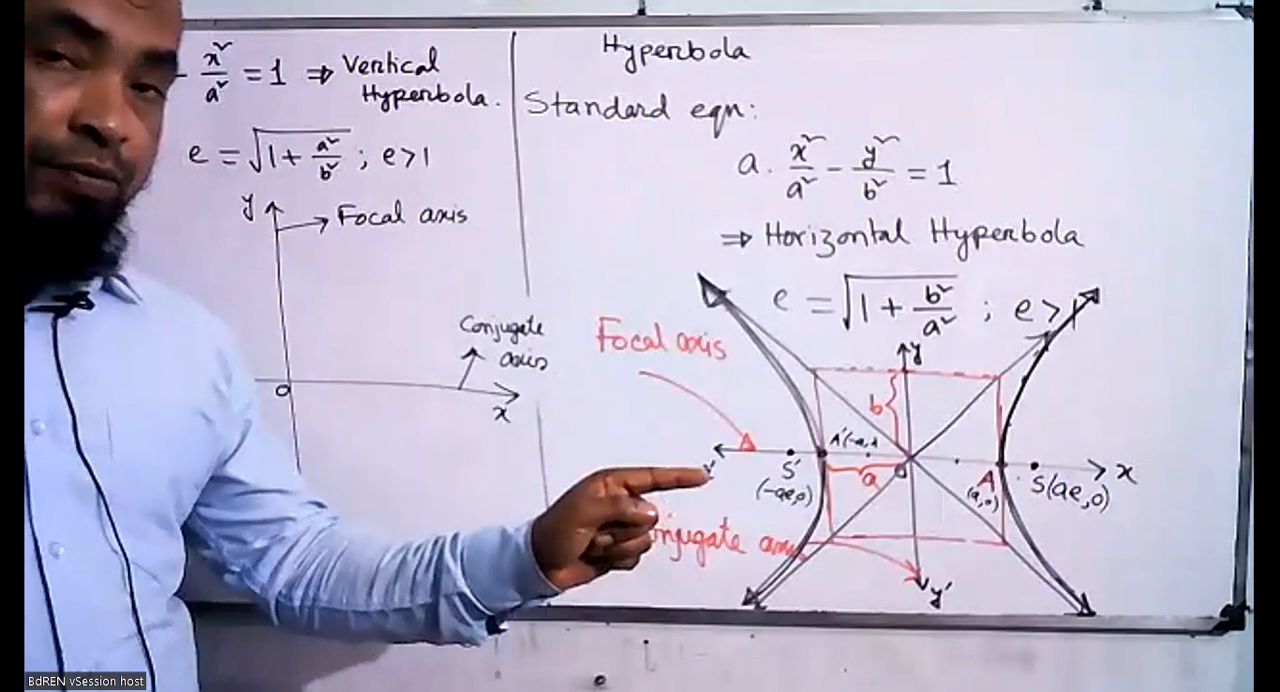 - x²/a² = 1 ⇒ Vertical
Hyperbola.
e = √(1 + a²/b²) ; e>1
y
Focal axis
Conjugate
axis
0
x
Hyperbola
Standard eqn:
a. x²/a² - y²/b² = 1
⇒ Horizontal Hyperbola
e = √(1 + b²/a²) ; e>1
Focal axis
y
b
A'(-a,
S'
(-ae,0)
a
0
A
(a,0)
S(ae,0)
x
njugate axis
y'
BdREN vSession host